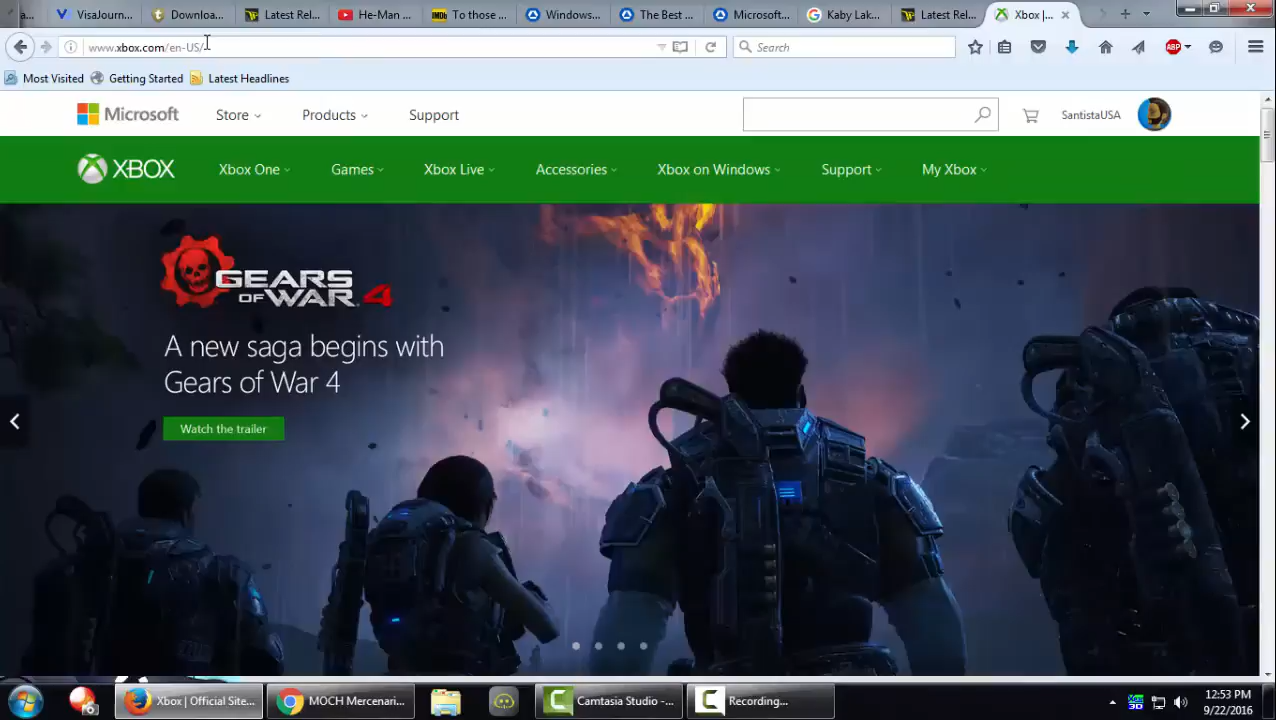 a...
VisaJourn...
Downloa...
Latest Rel...
He-Man ...
To those ...
Windows...
The Best ...
Microsoft...
Kaby Lak...
Latest Rel...
Xbox |...
www.xbox.com/en-US/
Search
ABP
Most Visited
Getting Started
Latest Headlines
Microsoft
Store
Products
Support
SantistaUSA
XBOX
Xbox One
Games
Xbox Live
Accessories
Xbox on Windows
Support
My Xbox
GEARS
OF WAR 4
A new saga begins with
Gears of War 4
Watch the trailer
Xbox | Official Site...
MOCH Mercenari...
Camtasia Studio -...
Recording...
12:53 PM
9/22/2016